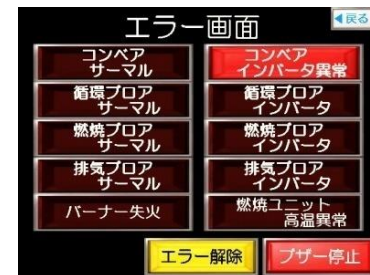 エラー画面
◀戻る
コンベア
サーマル
コンベア
インバータ異常
循環ブロア
サーマル
循環ブロア
インバータ
燃焼ブロア
サーマル
燃焼ブロア
インバータ
排気ブロア
サーマル
排気ブロア
インバータ
バーナー失火
燃焼ユニット
高温異常
エラー解除
ブザー停止